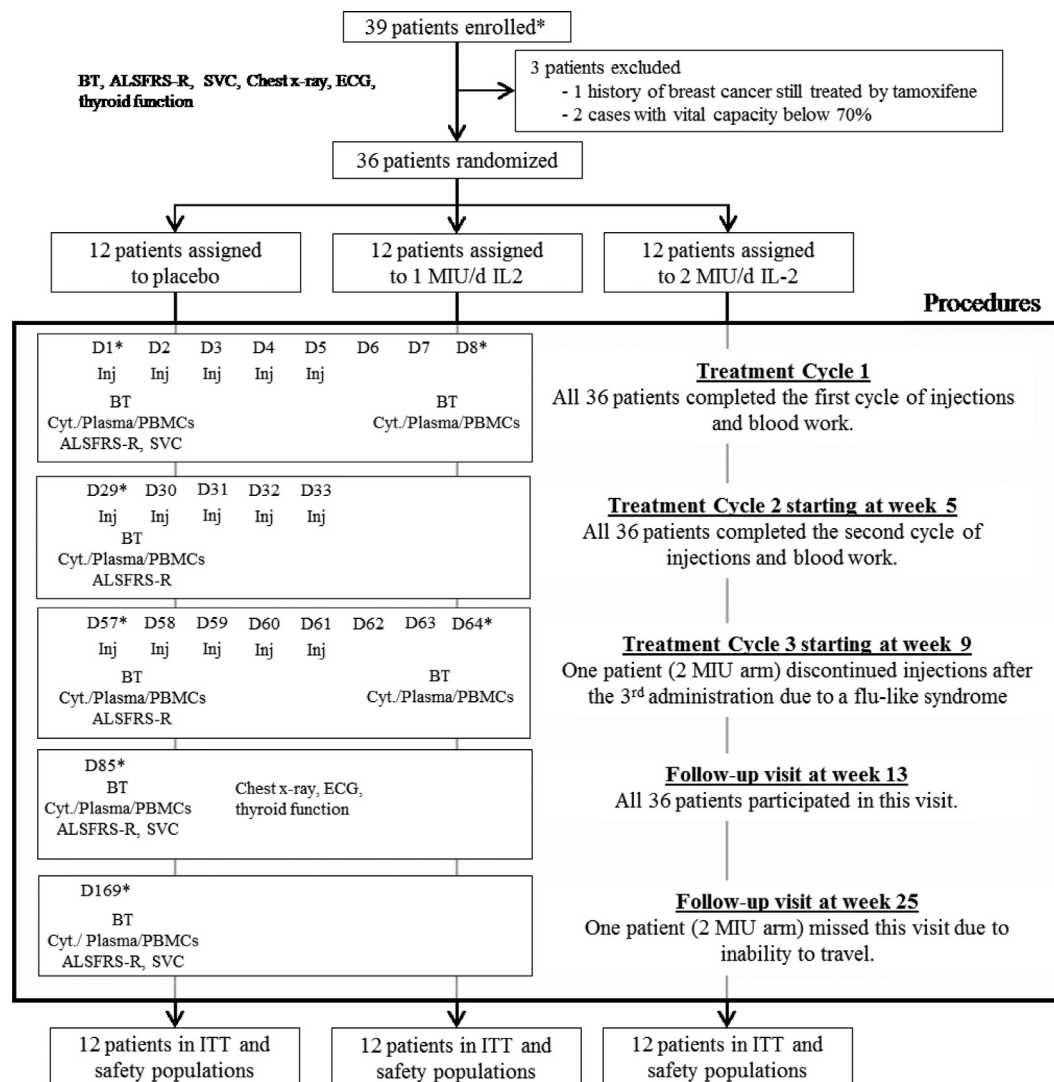 39 patients enrolled*
BT, ALSFRS-R, SVC, Chest x-ray, ECG,
thyroid function
3 patients excluded
- 1 history of breast cancer still treated by tamoxifene
- 2 cases with vital capacity below 70%
36 patients randomized
12 patients assigned
to placebo
12 patients assigned
to 1 MIU/d IL2
12 patients assigned
to 2 MIU/d IL-2
Procedures
D1* D2 D3 D4 D5 D6 D7 D8*
Inj Inj Inj Inj Inj
BT BT
Cyt./Plasma/PBMCs Cyt./Plasma/PBMCs
ALSFRS-R, SVC
Treatment Cycle 1
All 36 patients completed the first cycle of injections
and blood work.
D29* D30 D31 D32 D33
Inj Inj Inj Inj Inj
BT
Cyt./Plasma/PBMCs
ALSFRS-R
Treatment Cycle 2 starting at week 5
All 36 patients completed the second cycle of
injections and blood work.
D57* D58 D59 D60 D61 D62 D63 D64*
Inj Inj Inj Inj Inj
BT BT
Cyt./Plasma/PBMCs Cyt./Plasma/PBMCs
ALSFRS-R
Treatment Cycle 3 starting at week 9
One patient (2 MIU arm) discontinued injections after
the 3rd administration due to a flu-like syndrome
D85*
BT
Cyt./Plasma/PBMCs
ALSFRS-R, SVC
Chest x-ray, ECG,
thyroid function
Follow-up visit at week 13
All 36 patients participated in this visit.
D169*
BT
Cyt./ Plasma/PBMCs
ALSFRS-R, SVC
Follow-up visit at week 25
One patient (2 MIU arm) missed this visit due to
inability to travel.
12 patients in ITT and
safety populations
12 patients in ITT and
safety populations
12 patients in ITT and
safety populations